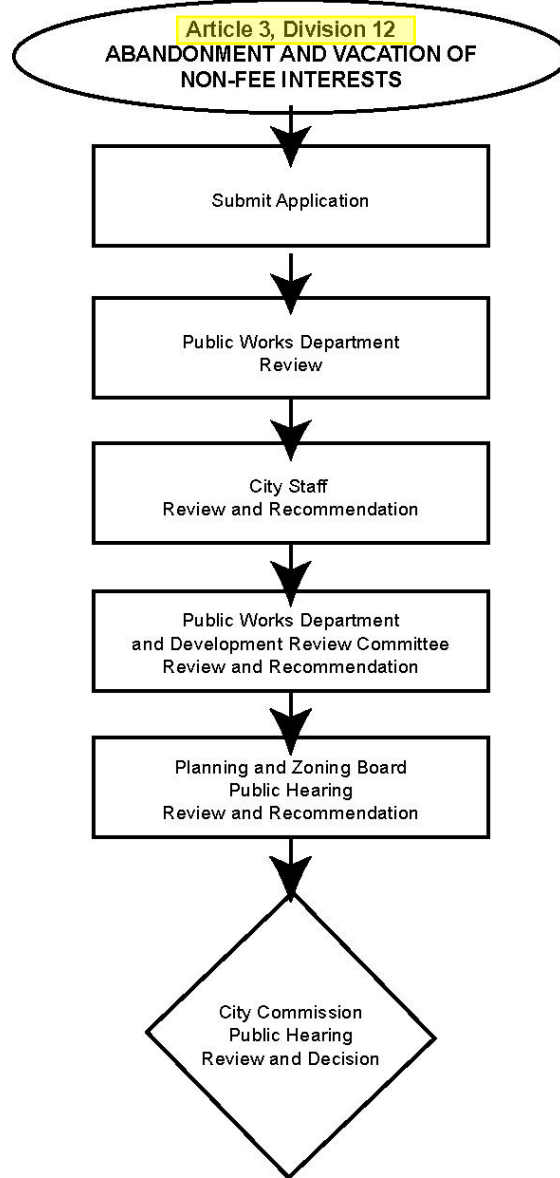 Article 3, Division 12
ABANDONMENT AND VACATION OF
NON-FEE INTERESTS
Submit Application
Public Works Department
Review
City Staff
Review and Recommendation
Public Works Department
and Development Review Committee
Review and Recommendation
Planning and Zoning Board
Public Hearing
Review and Recommendation
City Commission
Public Hearing
Review and Decision